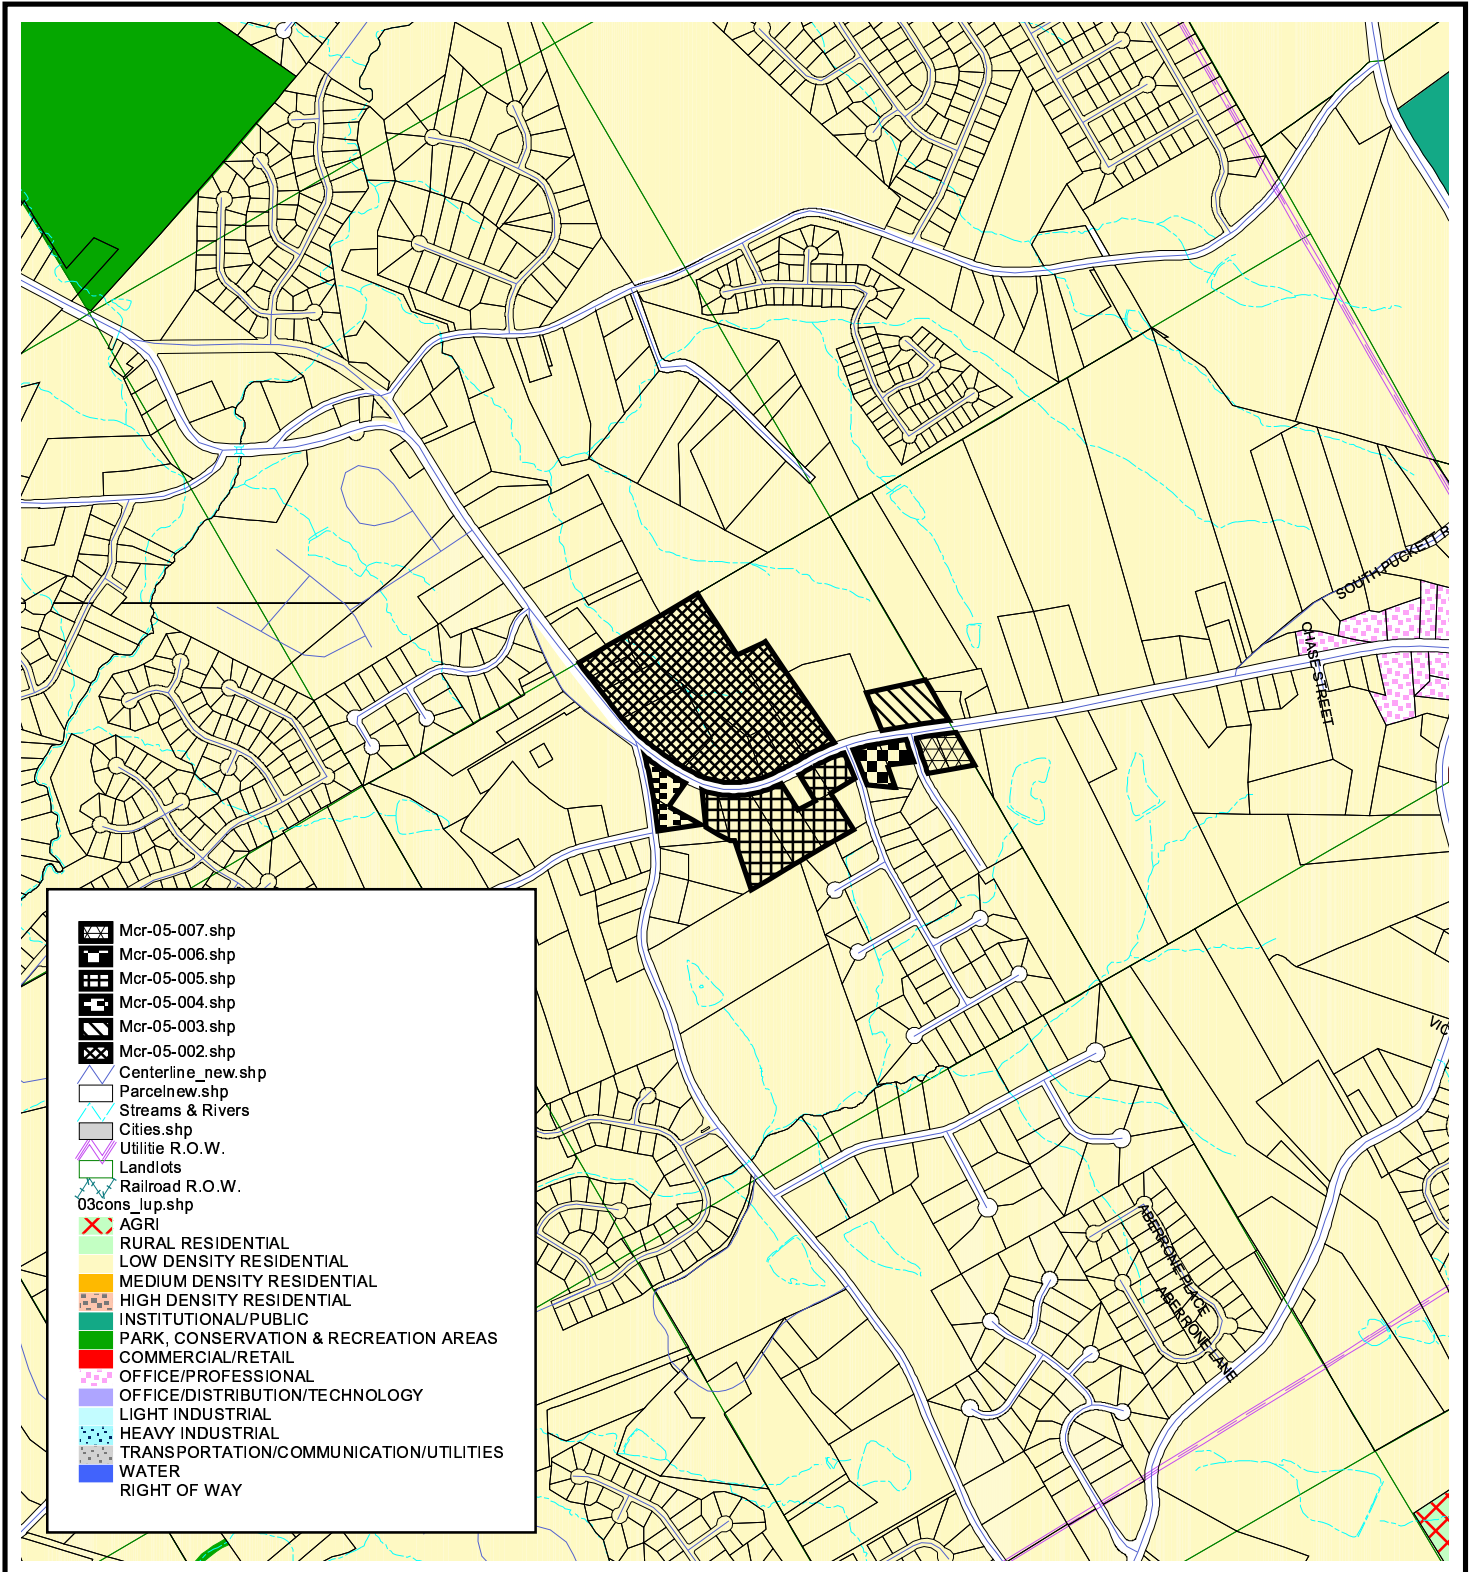 SOUTH PUCKETT R
CHASE STREET
VIC
Mcr-05-007.shp
Mcr-05-006.shp
Mcr-05-005.shp
Mcr-05-004.shp
Mcr-05-003.shp
Mcr-05-002.shp
Centerline_new.shp
Parcelnew.shp
Streams & Rivers
Cities.shp
Utilitie R.O.W.
Landlots
Railroad R.O.W.
03cons_lup.shp
AGRI
RURAL RESIDENTIAL
LOW DENSITY RESIDENTIAL
MEDIUM DENSITY RESIDENTIAL
HIGH DENSITY RESIDENTIAL
INSTITUTIONAL/PUBLIC
PARK, CONSERVATION & RECREATION AREAS
COMMERCIAL/RETAIL
OFFICE/PROFESSIONAL
OFFICE/DISTRIBUTION/TECHNOLOGY
LIGHT INDUSTRIAL
HEAVY INDUSTRIAL
TRANSPORTATION/COMMUNICATION/UTILITIES
WATER
RIGHT OF WAY
ABERRONE PLACE
ABERRONE LANE